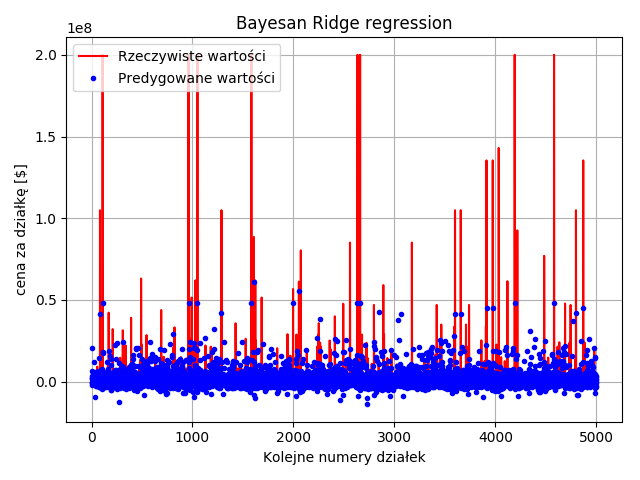 Bayesan Ridge regression
1e8
Rzeczywiste wartości
Predygowane wartości
2.0
1.5
1.0
0.5
0.0
cena za działkę [$]
0 1000 2000 3000 4000 5000
Kolejne numery działek